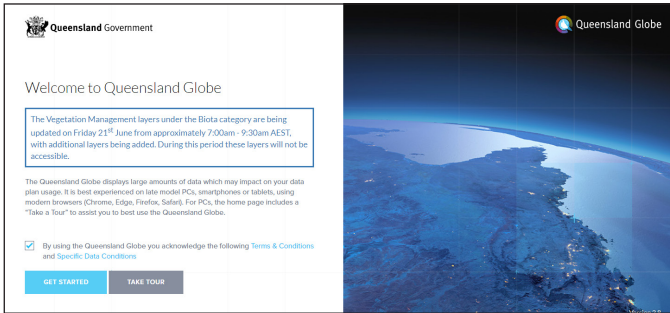 Queensland Government
Queensland Globe
Welcome to Queensland Globe
The Vegetation Management layers under the Biota category are being
updated on Friday 21st June from approximately 7:00am - 9:30am AEST,
with additional layers being added. During this period these layers will not be
accessible.
The Queensland Globe displays large amounts of data which may impact on your data
plan usage. It is best experienced on late model PCs, smartphones or tablets, using
modern browsers (Chrome, Edge, Firefox, Safari). For PCs, the home page includes a
"Take a Tour" to assist you to best use the Queensland Globe.
By using the Queensland Globe you acknowledge the following Terms & Conditions
and Specific Data Conditions
GET STARTED
TAKE TOUR